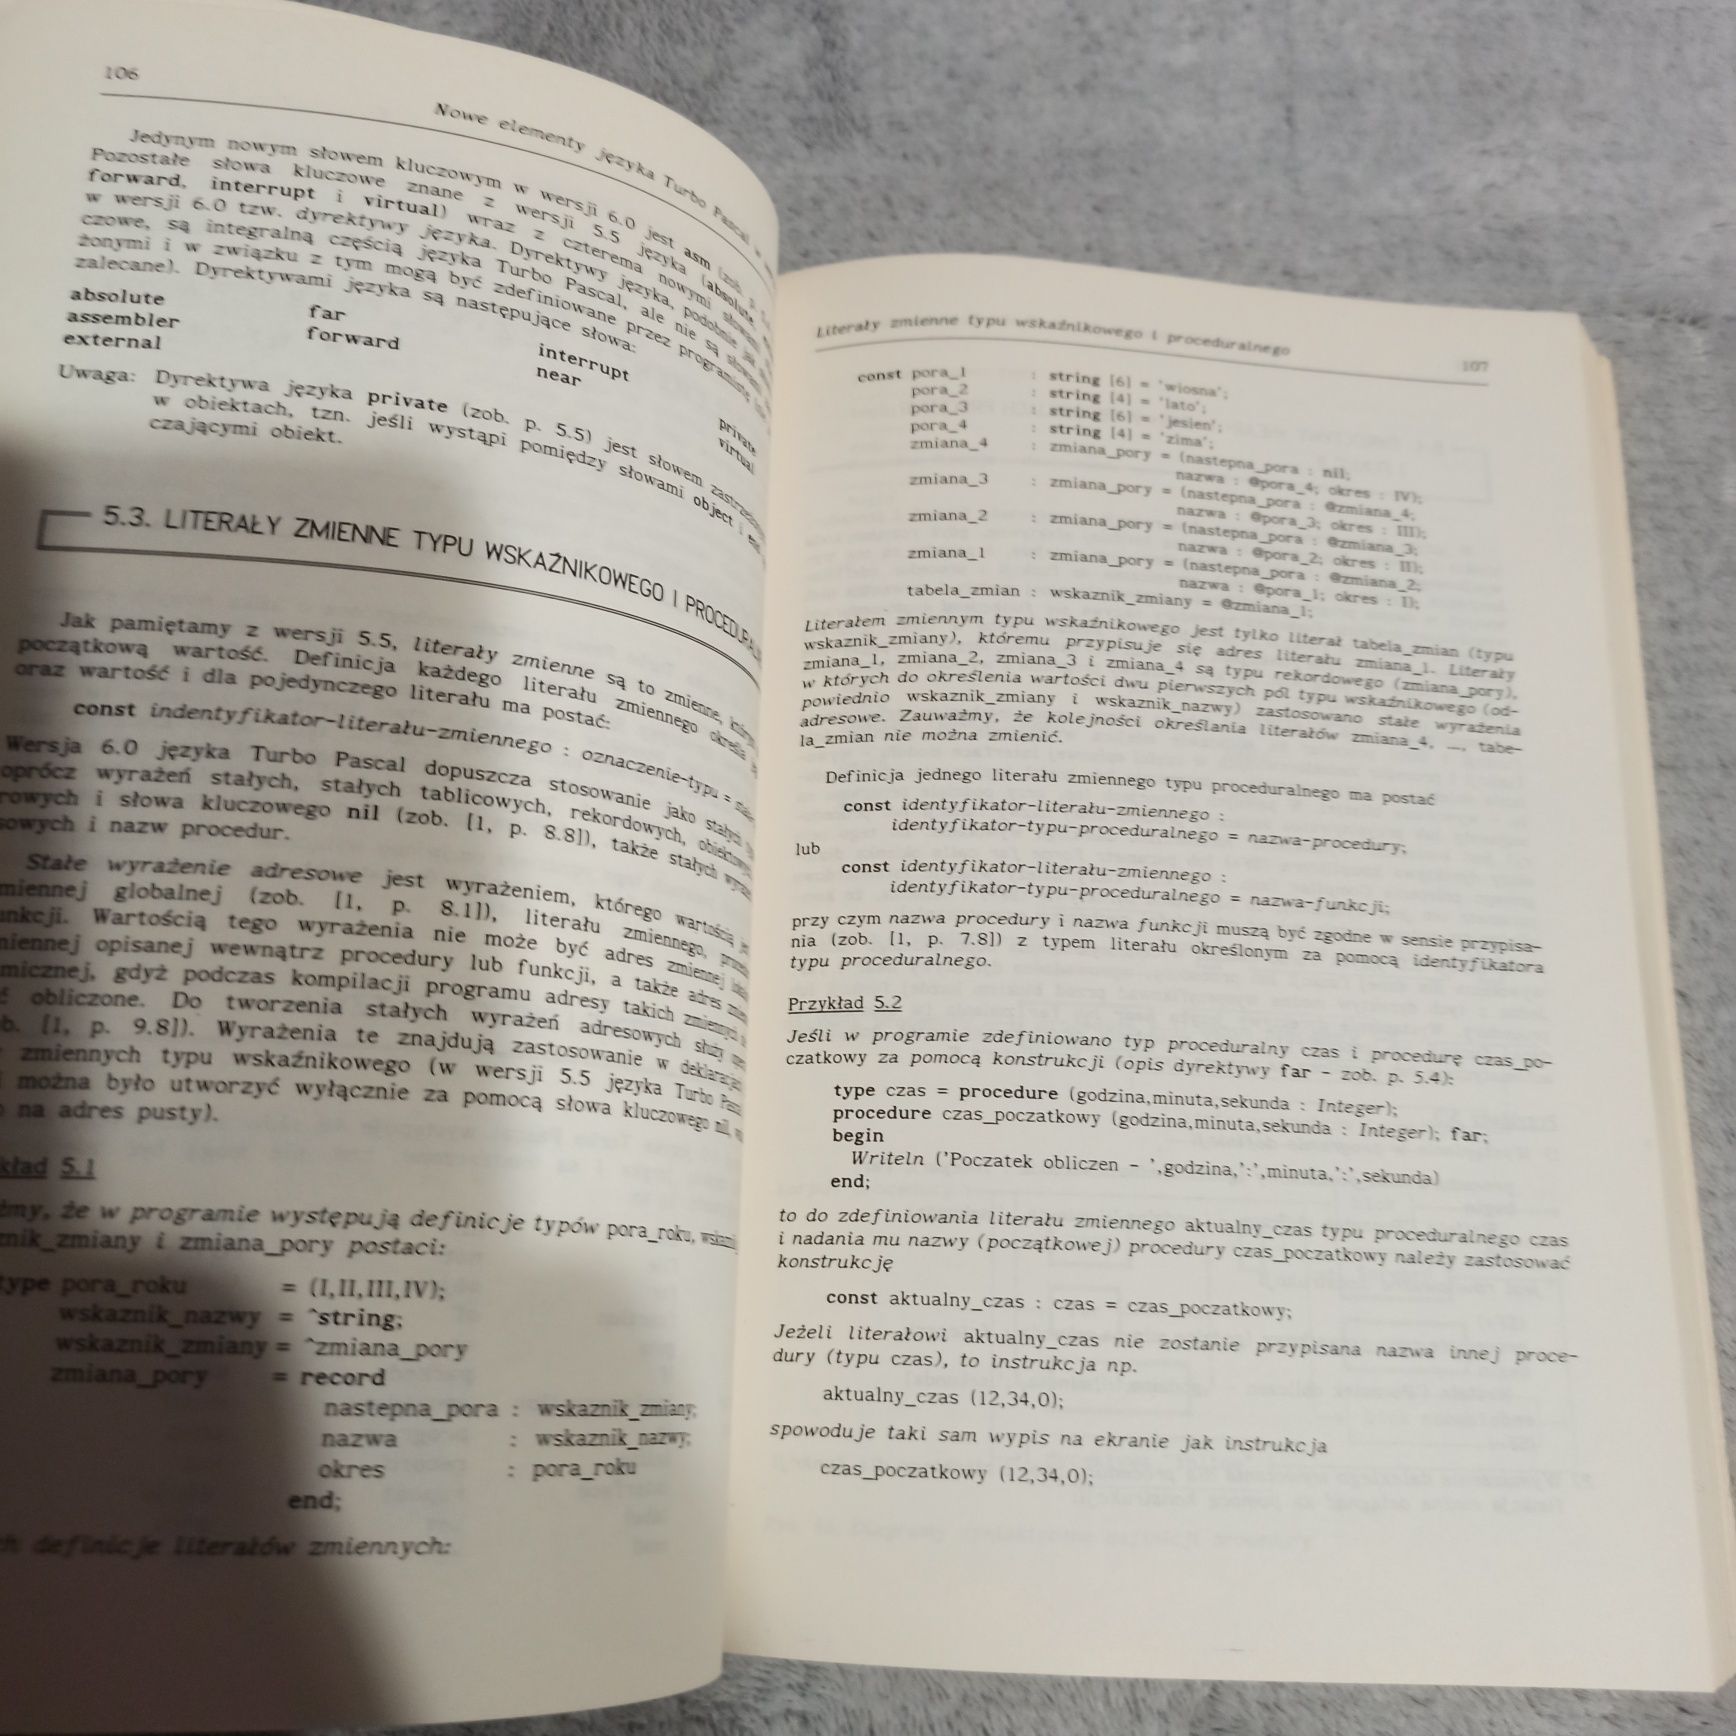 106
Nowe elementy języka Turbo Pascal w
Jedynym nowym słowem kluczowym w wersji 6.0 jest asm (zob.
Pozostałe słowa kluczowe znane z wersji 5.5 języka (absolute,
forward, interrupt i virtual) wraz z czterema nowymi słowami
w wersji 6.0 tzw. dyrektywy języka. Dyrektywy języka, podobnie jak
czowe, są integralną częścią języka Turbo Pascal, ale nie są słowami
żonymi i w związku z tym mogą być zdefiniowane przez programistę
zalecane). Dyrektywami języka są następujące słowa:
absolute far interrupt private
assembler forward near virtual
external
Uwaga: Dyrektywa języka private (zob. p. 5.5) jest słowem
w obiektach, tzn. jeśli wystąpi pomiędzy słowami object i end,
czającymi obiekt.
5.3. LITERAŁY ZMIENNE TYPU WSKAŹNIKOWEGO I
Jak pamiętamy z wersji 5.5, literały zmienne są to zmienne,
początkową wartość. Definicja każdego literału zmiennego określa
oraz wartość i dla pojedynczego literału ma postać:
const indentyfikator-literału-zmiennego : oznaczenie-typu =
Wersja 6.0 języka Turbo Pascal dopuszcza stosowanie jako stałych
oprócz wyrażeń stałych, stałych tablicowych, rekordowych,
rowych i słowa kluczowego nil (zob. [1, p. 8.8]), także stałych
sowych i nazw procedur.
Stałe wyrażenie adresowe jest wyrażeniem, którego wartością
miennej globalnej (zob. [1, p. 8.1]), literału zmiennego,
unkcji. Wartością tego wyrażenia nie może być adres zmiennej
miennej opisanej wewnątrz procedury lub funkcji, a także adres
micznej, gdyż podczas kompilacji programu adresy takich zmiennych
ć obliczone. Do tworzenia stałych wyrażeń adresowych służy
b. [1, p. 9.8]). Wyrażenia te znajdują zastosowanie w
zmiennych typu wskaźnikowego (w wersji 5.5 języka Turbo
można było utworzyć wyłącznie za pomocą słowa kluczowego nil,
na adres pusty).
kład 5.1
żmy, że w programie występują definicje typów pora_roku,
nik_zmiany i zmiana_pory postaci:
type pora_roku = (I,II,III,IV);
wskaznik_nazwy = ^string;
wskaznik_zmiany = ^zmiana_pory
zmiana_pory = record
nastepna_pora : wskaznik_zmiany;
nazwa : wskaznik_nazwy;
okres : pora_roku
end;
definicje literałów zmiennych:
Literały zmienne typu wskaźnikowego i proceduralnego 107
const pora_1 : string [6] = 'wiosna';
pora_2 : string [4] = 'lato';
pora_3 : string [6] = 'jesien';
pora_4 : string [4] = 'zima';
zmiana_4 : zmiana_pory = (nastepna_pora : nil;
nazwa : @pora_4; okres : IV);
zmiana_3 : zmiana_pory = (nastepna_pora : @zmiana_4;
nazwa : @pora_3; okres : III);
zmiana_2 : zmiana_pory = (nastepna_pora : @zmiana_3;
nazwa : @pora_2; okres : II);
zmiana_1 : zmiana_pory = (nastepna_pora : @zmiana_2;
nazwa : @pora_1; okres : I);
tabela_zmian : wskaznik_zmiany = @zmiana_1;
Literałem zmiennym typu wskaźnikowego jest tylko literał tabela_zmian (typu
wskaznik_zmiany), któremu przypisuje się adres literału zmiana_1. Literały
zmiana_1, zmiana_2, zmiana_3 i zmiana_4 są typu rekordowego (zmiana_pory),
w których do określenia wartości dwu pierwszych pól typu wskaźnikowego (od-
powiednio wskaznik_zmiany i wskaznik_nazwy) zastosowano stałe wyrażenia
adresowe. Zauważmy, że kolejności określania literałów zmiana_4, ..., tabe-
la_zmian nie można zmienić.
Definicja jednego literału zmiennego typu proceduralnego ma postać
const identyfikator-literału-zmiennego :
identyfikator-typu-proceduralnego = nazwa-procedury;
lub
const identyfikator-literału-zmiennego :
identyfikator-typu-proceduralnego = nazwa-funkcji;
przy czym nazwa procedury i nazwa funkcji muszą być zgodne w sensie przypisa-
nia (zob. [1, p. 7.8]) z typem literału określonym za pomocą identyfikatora
typu proceduralnego.
Przykład 5.2
Jeśli w programie zdefiniowano typ proceduralny czas i procedurę czas_po-
czatkowy za pomocą konstrukcji (opis dyrektywy far - zob. p. 5.4):
type czas = procedure (godzina,minuta,sekunda : Integer);
procedure czas_poczatkowy (godzina,minuta,sekunda : Integer); far;
begin
Writeln ('Poczatek obliczen - ',godzina,':',minuta,':',sekunda)
end;
to do zdefiniowania literału zmiennego aktualny_czas typu proceduralnego czas
i nadania mu nazwy (początkowej) procedury czas_poczatkowy należy zastosować
konstrukcję
const aktualny_czas : czas = czas_poczatkowy;
Jeżeli literałowi aktualny_czas nie zostanie przypisana nazwa innej proce-
dury (typu czas), to instrukcja np.
aktualny_czas (12,34,0);
spowoduje taki sam wypis na ekranie jak instrukcja
czas_poczatkowy (12,34,0);